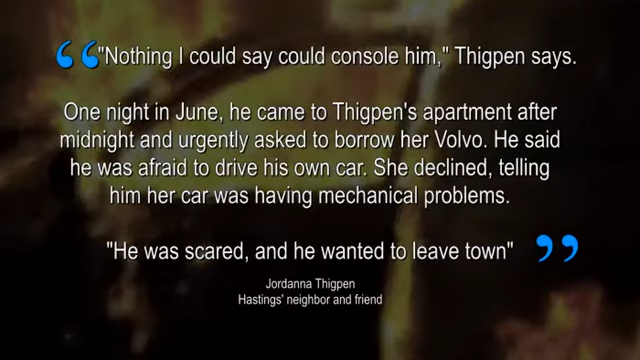 "Nothing I could say could console him," Thigpen says.
One night in June, he came to Thigpen's apartment after
midnight and urgently asked to borrow her Volvo. He said
he was afraid to drive his own car. She declined, telling
him her car was having mechanical problems.
"He was scared, and he wanted to leave town"
Jordanna Thigpen
Hastings' neighbor and friend